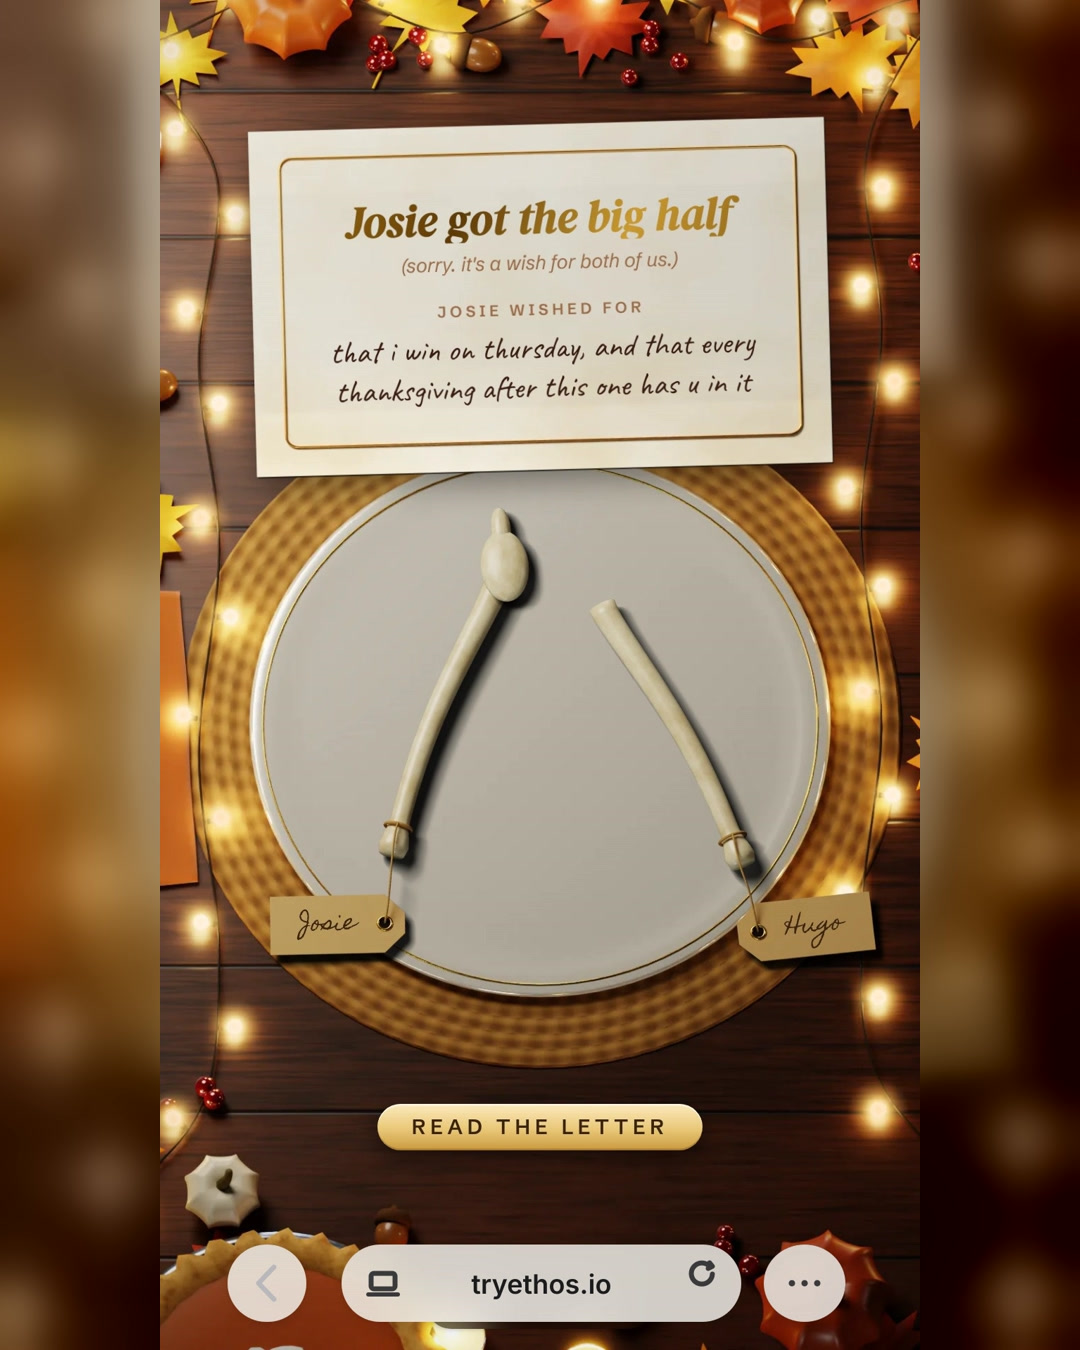 Josie got the big half
(sorry. it's a wish for both of us.)
JOSIE WISHED FOR
that i win on thursday, and that every
thanksgiving after this one has u in it
Josie
Hugo
READ THE LETTER
tryethos.io